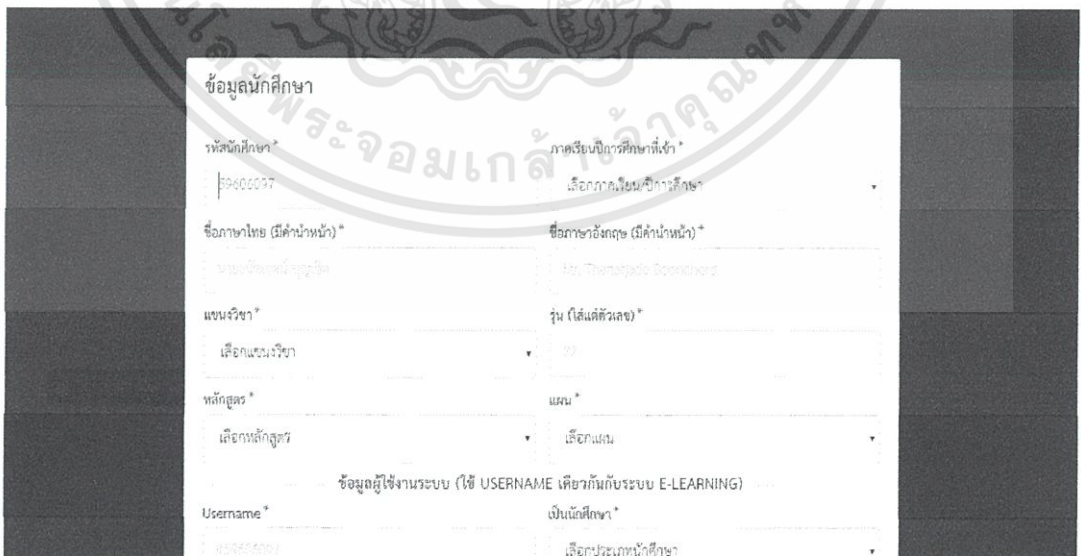 ข้อมูลนักศึกษา
รหัสนักศึกษา * ภาคเรียนปีการศึกษาที่เข้า *
59606097 เลือกภาคเรียน/ปีการศึกษา
ชื่อภาษาไทย (มีคำนำหน้า) * ชื่อภาษาอังกฤษ (มีคำนำหน้า) *
แขนงวิชา * รุ่น (ใส่แต่ตัวเลข) *
เลือกแขนงวิชา 22
หลักสูตร * แผน *
เลือกหลักสูตร เลือกแผน
ข้อมูลผู้ใช้งานระบบ (ใช้ USERNAME เดียวกันกับระบบ E-LEARNING)
Username * เป็นนักศึกษา *
เลือกประเภทนักศึกษา
พระจอมเกล้าเจ้าคุณท